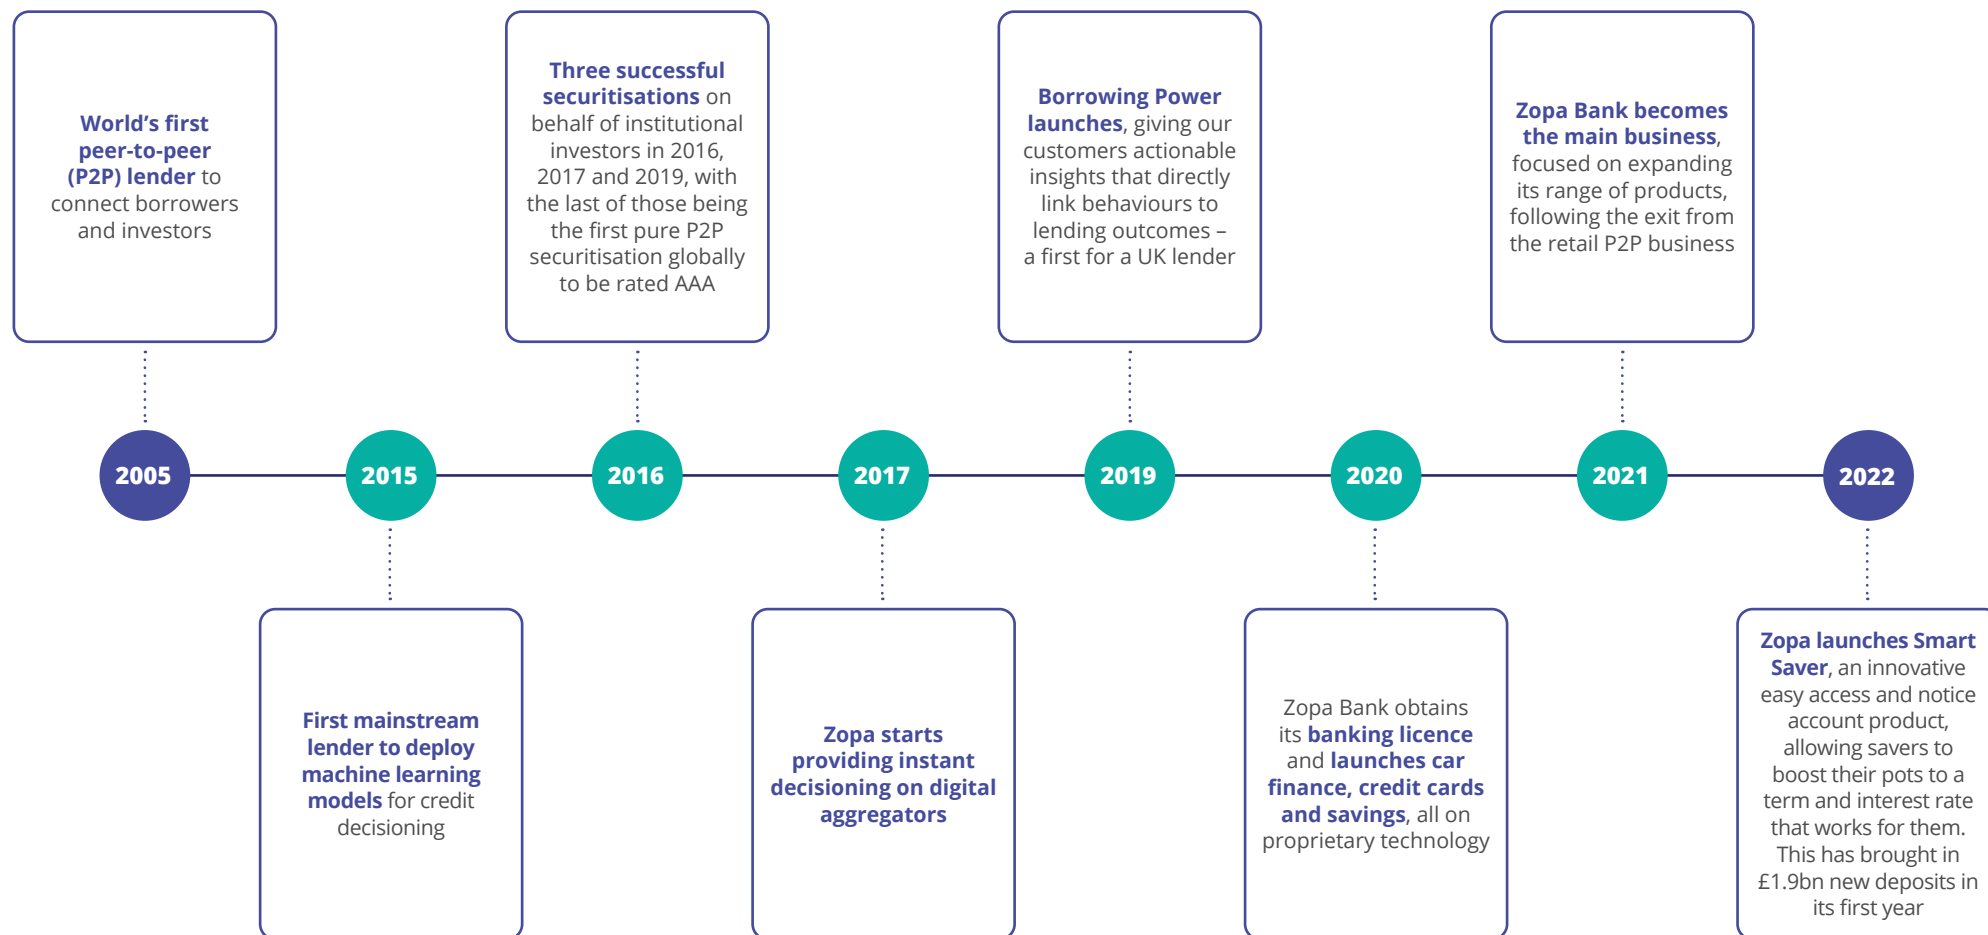 World’s first
peer-to-peer
(P2P) lender to
connect borrowers
and investors
Three successful
securitisations on
behalf of institutional
investors in 2016,
2017 and 2019, with
the last of those being
the first pure P2P
securitisation globally
to be rated AAA
Borrowing Power
launches, giving our
customers actionable
insights that directly
link behaviours to
lending outcomes –
a first for a UK lender
Zopa Bank becomes
the main business,
focused on expanding
its range of products,
following the exit from
the retail P2P business
2005
2015
2016
2017
2019
2020
2021
2022
First mainstream
lender to deploy
machine learning
models for credit
decisioning
Zopa starts
providing instant
decisioning on digital
aggregators
Zopa Bank obtains
its banking licence
and launches car
finance, credit cards
and savings, all on
proprietary technology
Zopa launches Smart
Saver, an innovative
easy access and notice
account product,
allowing savers to
boost their pots to a
term and interest rate
that works for them.
This has brought in
£1.9bn new deposits in
its first year